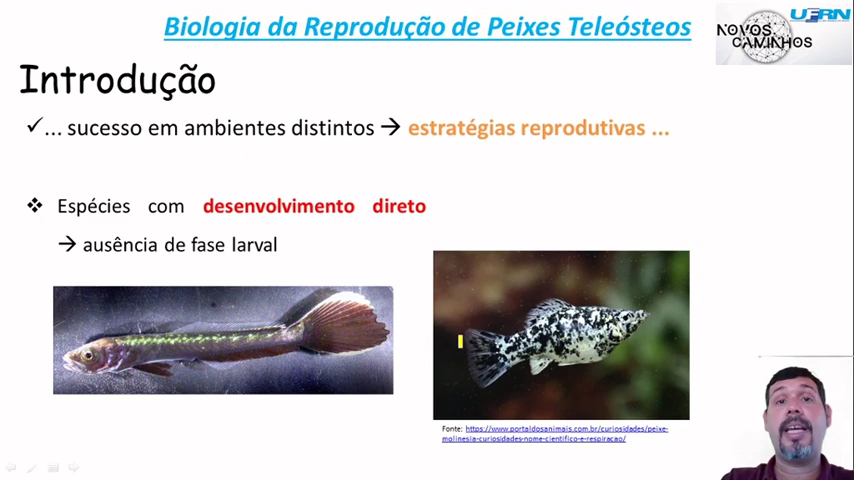 Biologia da Reprodução de Peixes Teleósteos
NOVOS
CAMINHOS
UFRN
Introdução
... sucesso em ambientes distintos → estratégias reprodutivas ...
Espécies com desenvolvimento direto
→ ausência de fase larval
Fonte: https://www.portaldosanimais.com.br/curiosidades/peixe-
molinesia-curiosidades-nome-cientifico-e-respiracao/